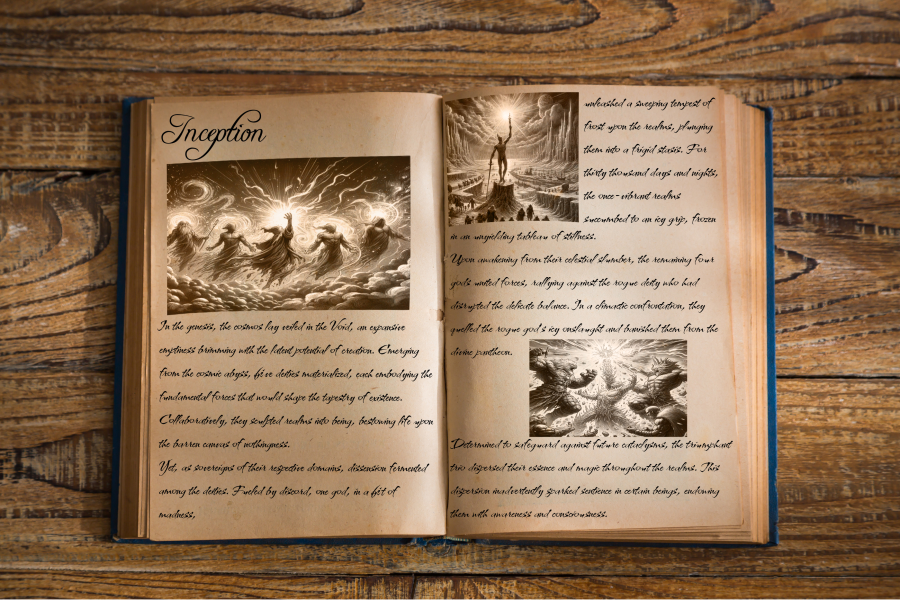 Inception
In the genesis, the cosmos lay veiled in the Void, an expansive
emptiness brimming with the latent potential of creation. Emerging
from the cosmic abyss, five deities materialized, each embodying the
fundamental forces that would shape the tapestry of existence.
Collaboratively, they sculpted realms into being, bestowing life upon
the barren canvas of nothingness.
Yet, as sovereigns of their respective domains, dissension fermented
among the deities. Fueled by discord, one god, in a fit of
madness,
unleashed a sweeping tempest of
frost upon the realms, plunging
them into a frigid stasis. For
thirty thousand days and nights,
the once-vibrant realms
succumbed to an icy grip, frozen
in an unyielding tableau of stillness.
Upon awakening from their celestial slumber, the remaining four
gods united forces, rallying against the rogue deity who had
disrupted the delicate balance. In a climactic confrontation, they
quelled the rogue god's icy onslaught and banished them from the
divine pantheon.
Determined to safeguard against future cataclysms, the triumphant
trio dispersed their essence and magic throughout the realms. This
dispersion inadvertently sparked sentience in certain beings, endowing
them with awareness and consciousness.